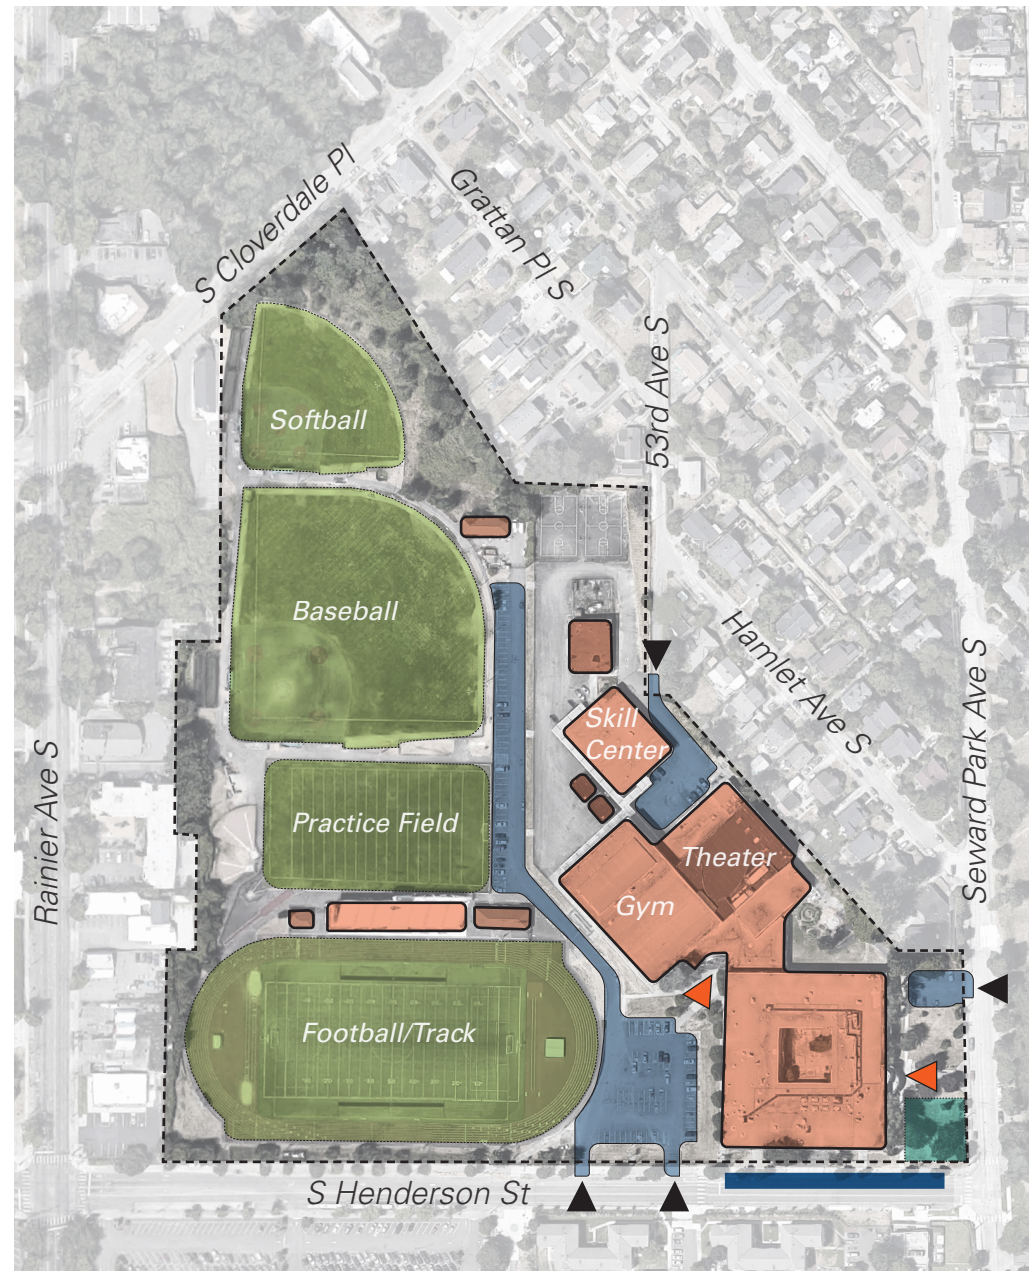 S Cloverdale Pl
Grattan Pl S
53rd Ave S
Softball
Baseball
Hamlet Ave S
Seward Park Ave S
Skill
Center
Rainier Ave S
Practice Field
Theater
Gym
Football/Track
S Henderson St